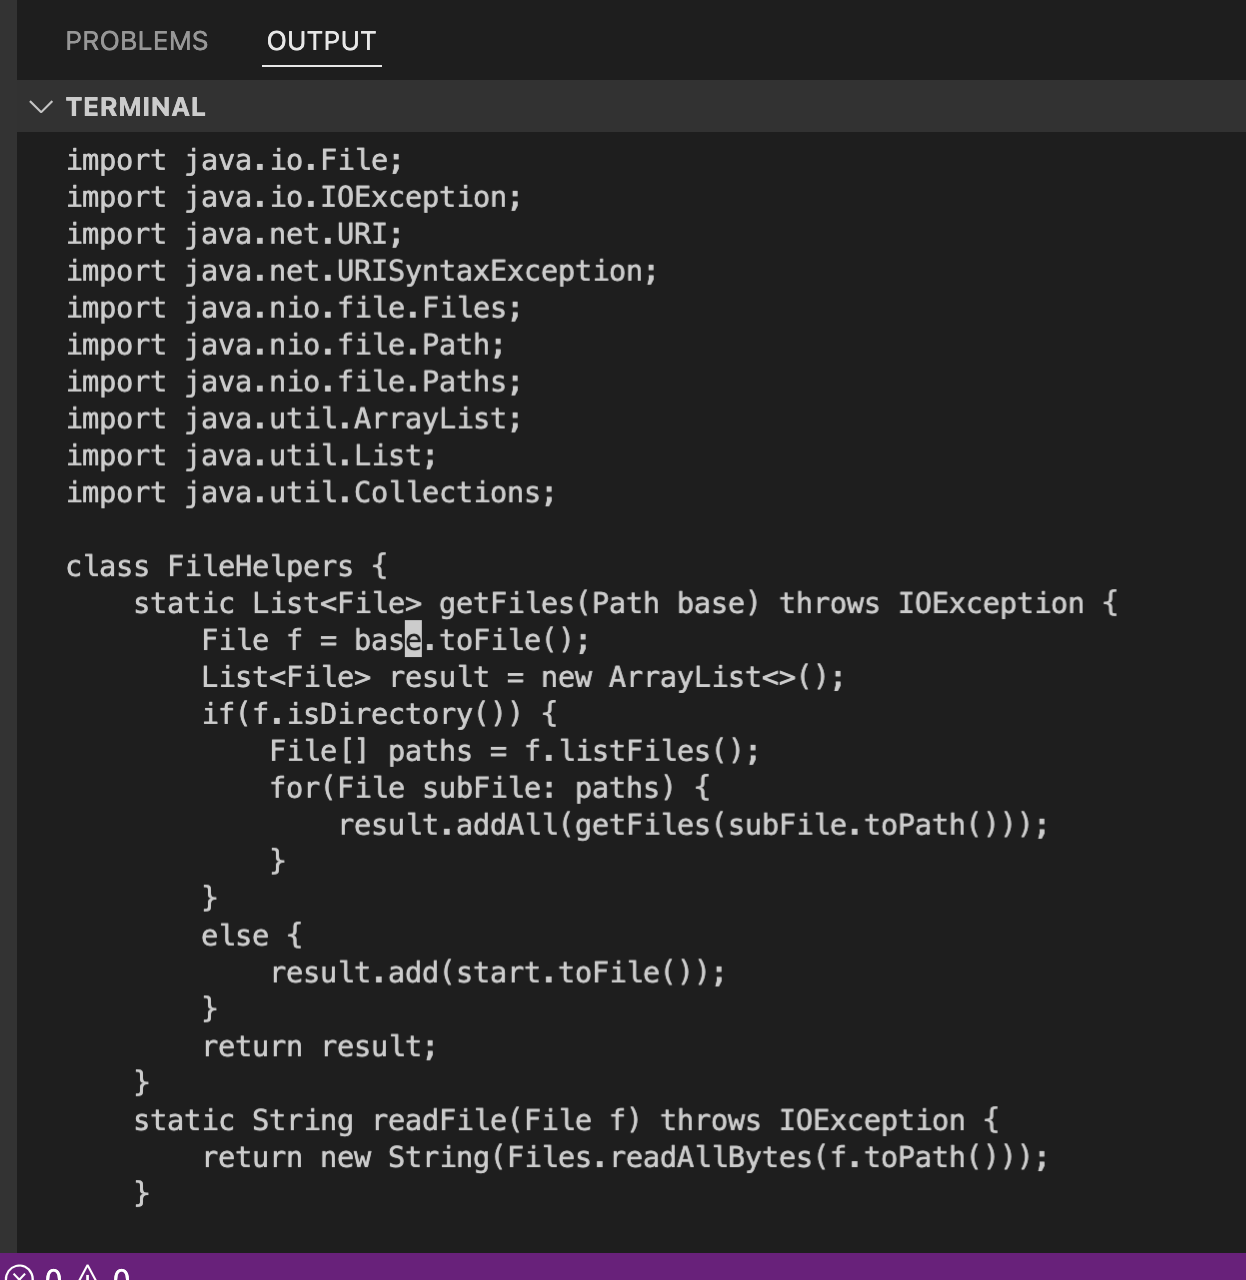 PROBLEMS OUTPUT
TERMINAL
import java.io.File;
import java.io.IOException;
import java.net.URI;
import java.net.URISyntaxException;
import java.nio.file.Files;
import java.nio.file.Path;
import java.nio.file.Paths;
import java.util.ArrayList;
import java.util.List;
import java.util.Collections;

class FileHelpers {
    static List<File> getFiles(Path base) throws IOException {
        File f = base.toFile();
        List<File> result = new ArrayList<>();
        if(f.isDirectory()) {
            File[] paths = f.listFiles();
            for(File subFile: paths) {
                result.addAll(getFiles(subFile.toPath()));
            }
        }
        else {
            result.add(start.toFile());
        }
        return result;
    }
    static String readFile(File f) throws IOException {
        return new String(Files.readAllBytes(f.toPath()));
    }
0 0